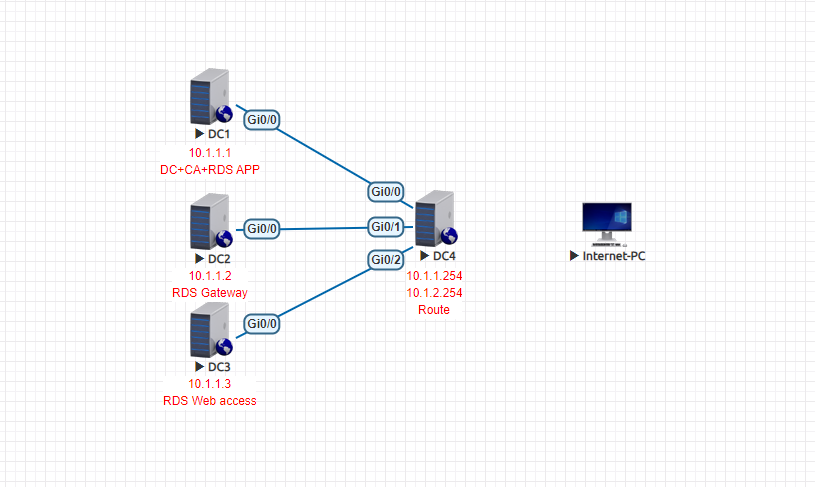 Gi0/0
DC1
10.1.1.1
DC+CA+RDS APP
Gi0/0
Gi0/0
DC2
10.1.1.2
RDS Gateway
Gi0/0
DC3
10.1.1.3
RDS Web access
Gi0/1
Gi0/2
DC4
10.1.1.254
10.1.2.254
Route
Internet-PC